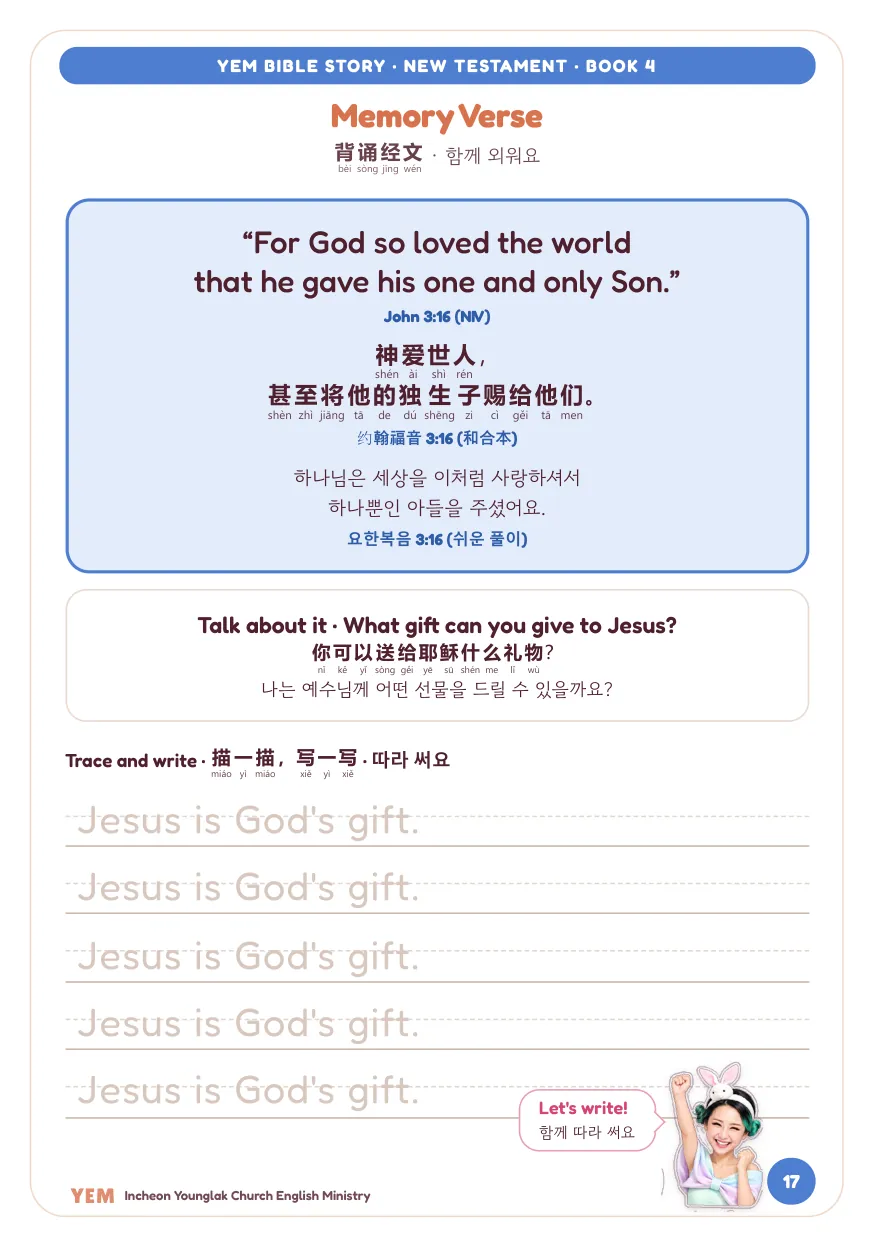 YEM BIBLE STORY · NEW TESTAMENT · BOOK 4
Memory Verse
背诵经文 · 함께 외워요
bèi sòng jīng wén
“For God so loved the world
that he gave his one and only Son.”
John 3:16 (NIV)
神爱世人，
shén ài shì rén
甚至将他的独生子赐给他们。
shèn zhì jiāng tā de dú shēng zi cì gěi tā men
约翰福音 3:16 (和合本)
하나님은 세상을 이처럼 사랑하셔서
하나뿐인 아들을 주셨어요.
요한복음 3:16 (쉬운 풀이)
Talk about it · What gift can you give to Jesus?
你可以送给耶稣什么礼物?
nǐ kě yǐ sòng gěi yē sū shén me lǐ wù
나는 예수님께 어떤 선물을 드릴 수 있을까요?
Trace and write · 描一描，写一写 · 따라 써요
miáo yì miáo xiě yì xiě
Jesus is God's gift.
Jesus is God's gift.
Jesus is God's gift.
Jesus is God's gift.
Jesus is God's gift.
Let's write!
함께 따라 써요
YEM Incheon Younglak Church English Ministry
17